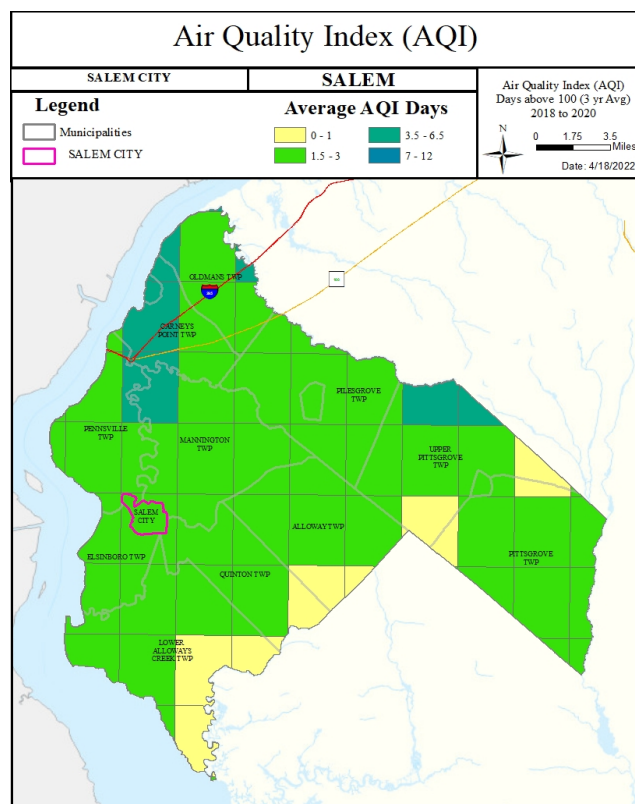 Air Quality Index (AQI)
SALEM CITY
SALEM
Legend
Municipalities
SALEM CITY
Average AQI Days
0 - 1
3.5 - 6.5
1.5 - 3
7 - 12
Air Quality Index (AQI)
Days above 100 (3 yr Avg)
2018 to 2020
N
0 1.75 3.5
Miles
Date: 4/18/2022
OLDMANS TWP
CARNEYS
POINT TWP
PILESGROVE
TWP
PENNSVILLE
TWP
MANNINGTON
TWP
UPPER
PITTSGROVE
TWP
SALEM
CITY
ALLOWAY TWP
ELSINBORO TWP
PITTSGROVE
TWP
QUINTON TWP
LOWER
ALLOWAYS
CREEK TWP